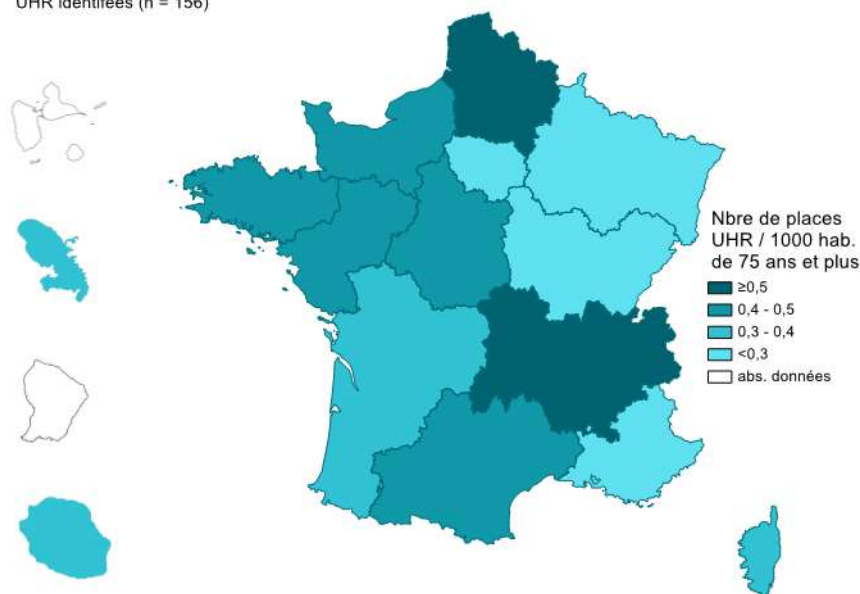 UHR identifées (n = 156)
Nbre de places
UHR / 1000 hab.
de 75 ans et plus
≥0,5
0,4 - 0,5
0,3 - 0,4
<0,3
abs. données